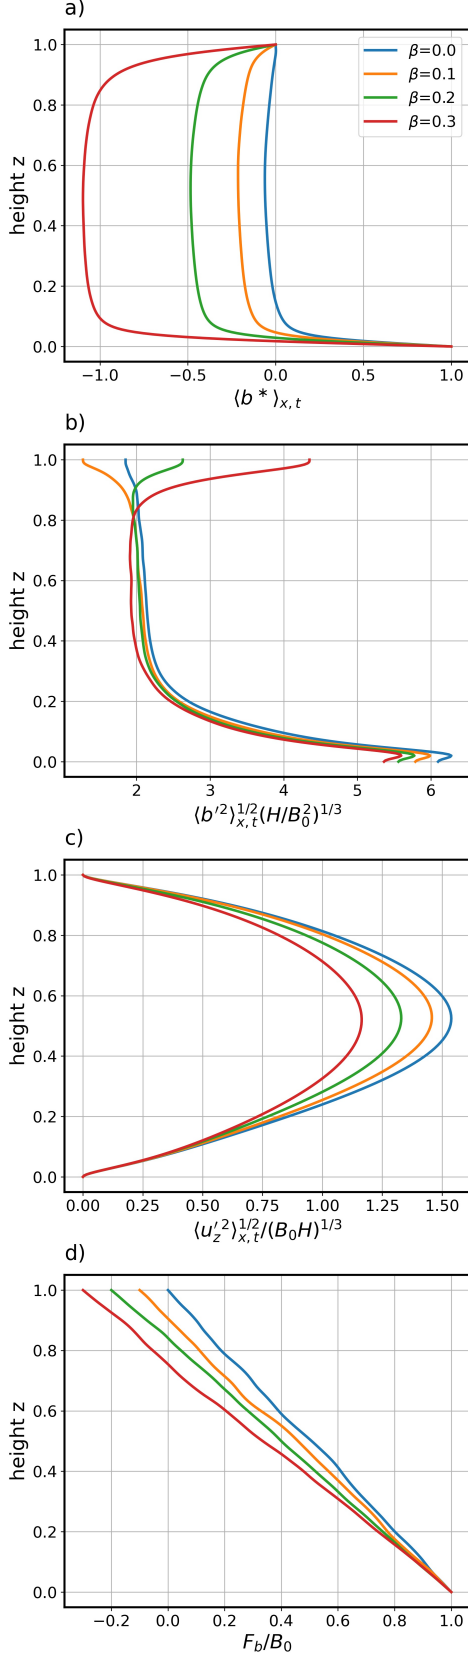 a)
1.0
0.8
0.6
0.4
0.2
0.0
height z
β=0.0
β=0.1
β=0.2
β=0.3
−1.0 −0.5 0.0 0.5 1.0
⟨b*⟩x,t
b)
1.0
0.8
0.6
0.4
0.2
0.0
height z
2 3 4 5 6
⟨b′²⟩x,t^1/2(H/B₀²)^1/3
c)
1.0
0.8
0.6
0.4
0.2
0.0
height z
0.00 0.25 0.50 0.75 1.00 1.25 1.50
⟨u_z′²⟩x,t^1/2/(B₀H)^1/3
d)
1.0
0.8
0.6
0.4
0.2
0.0
height z
−0.2 0.0 0.2 0.4 0.6 0.8 1.0
F_b/B₀